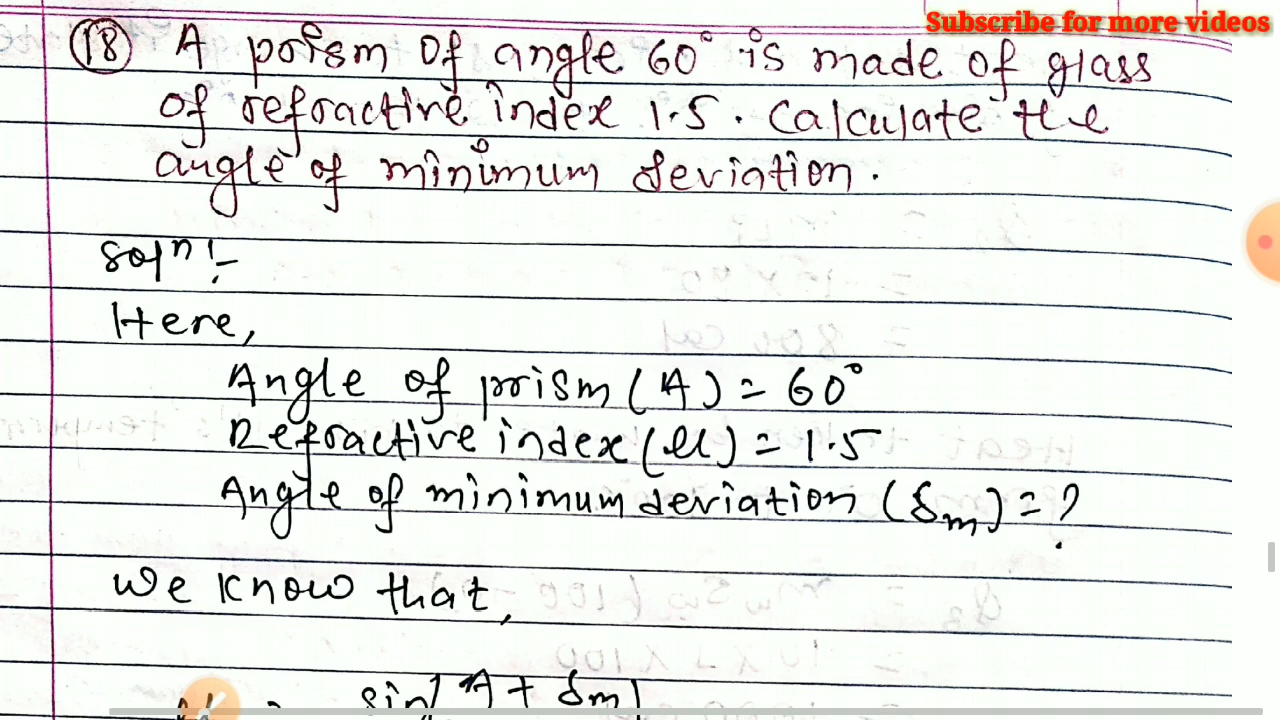 Subscribe for more videos
(18) A prism of angle 60° is made of glass
of refractive index 1.5. Calculate the
angle of minimum deviation.
Solⁿ:-
Here,
Angle of prism (A) = 60°
Refractive index (μ) = 1.5
Angle of minimum deviation (δm) = ?
We know that,
sin( A + δm )